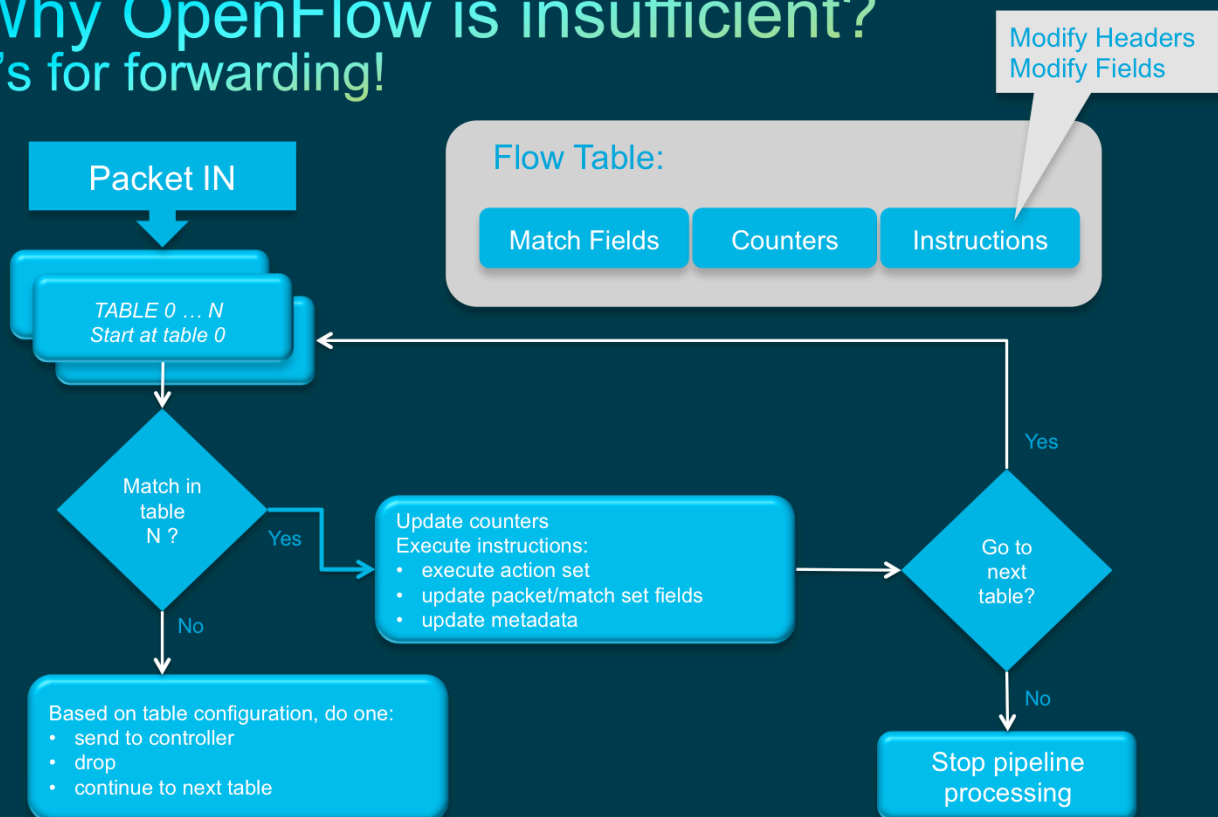 Why OpenFlow is insufficient?
's for forwarding!
Modify Headers
Modify Fields
Packet IN
Flow Table:
Match Fields
Counters
Instructions
TABLE 0 … N
Start at table 0
Match in
table
N ?
Yes
No
Update counters
Execute instructions:
• execute action set
• update packet/match set fields
• update metadata
Go to
next
table?
Yes
No
Based on table configuration, do one:
• send to controller
• drop
• continue to next table
Stop pipeline
processing